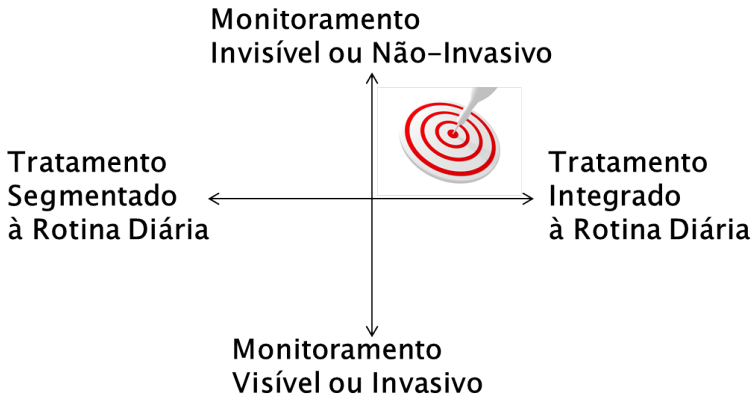 Monitoramento
Invisível ou Não-Invasivo
Tratamento
Segmentado
à Rotina Diária
Tratamento
Integrado
à Rotina Diária
Monitoramento
Visível ou Invasivo